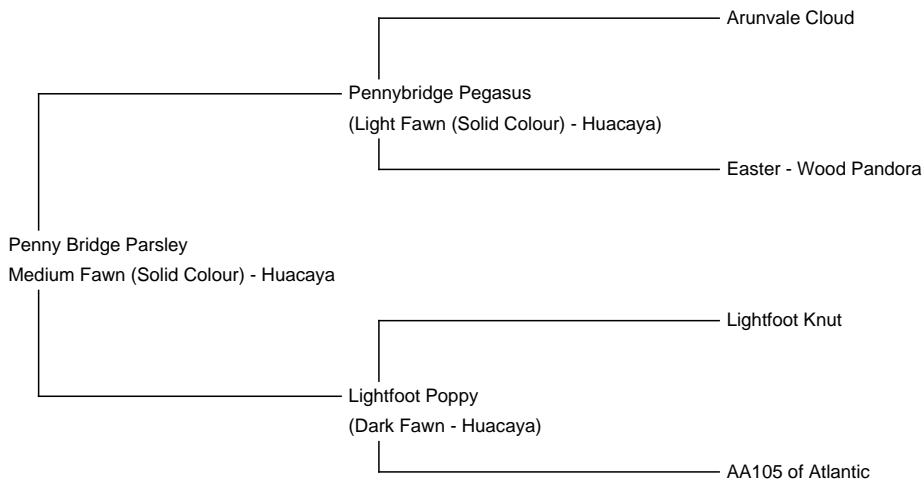 Arunvale Cloud
Pennybridge Pegasus
(Light Fawn (Solid Colour) - Huacaya)
Easter - Wood Pandora
Penny Bridge Parsley
Medium Fawn (Solid Colour) - Huacaya
Lightfoot Knut
Lightfoot Poppy
(Dark Fawn - Huacaya)
AA105 of Atlantic